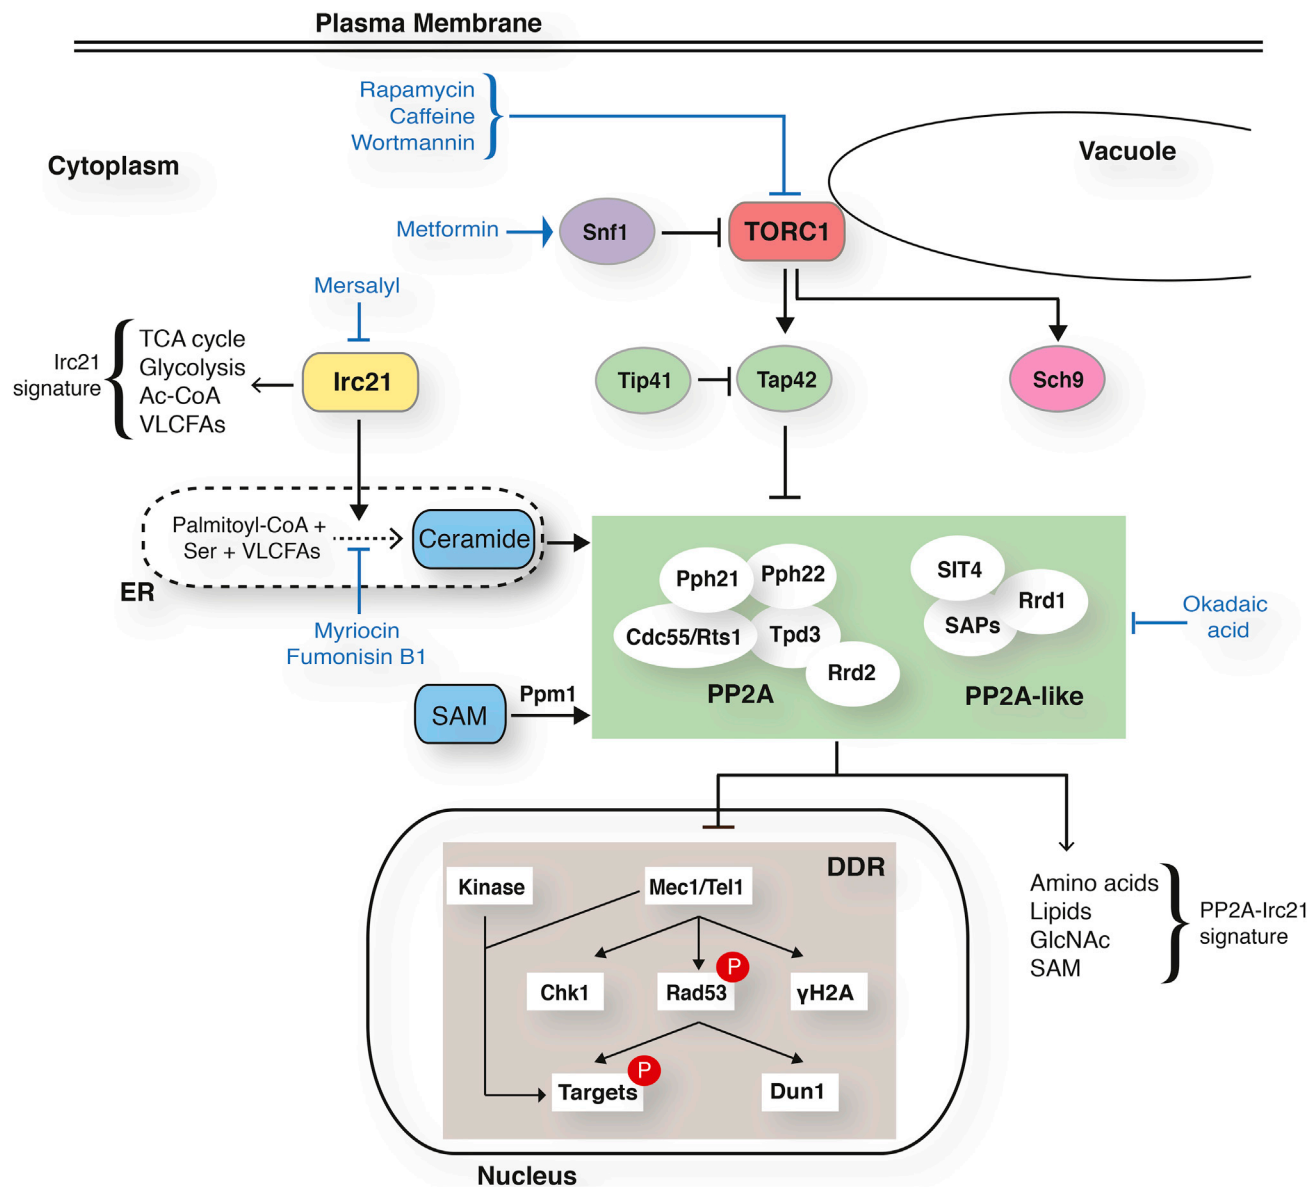 Plasma Membrane
Rapamycin
Caffeine
Wortmannin
Cytoplasm
Vacuole
Metformin
Snf1
TORC1
Mersalyl
Irc21
signature
TCA cycle
Glycolysis
Ac-CoA
VLCFAs
Irc21
Tip41
Tap42
Sch9
Palmitoyl-CoA +
Ser + VLCFAs
Ceramide
ER
Myriocin
Fumonisin B1
SAM
Ppm1
Pph21
Pph22
Cdc55/Rts1
Tpd3
Rrd2
PP2A
SIT4
Rrd1
SAPs
PP2A-like
Okadaic
acid
DDR
Kinase
Mec1/Tel1
Chk1
Rad53
P
γH2A
Targets
P
Dun1
Nucleus
Amino acids
Lipids
GlcNAc
SAM
PP2A-Irc21
signature